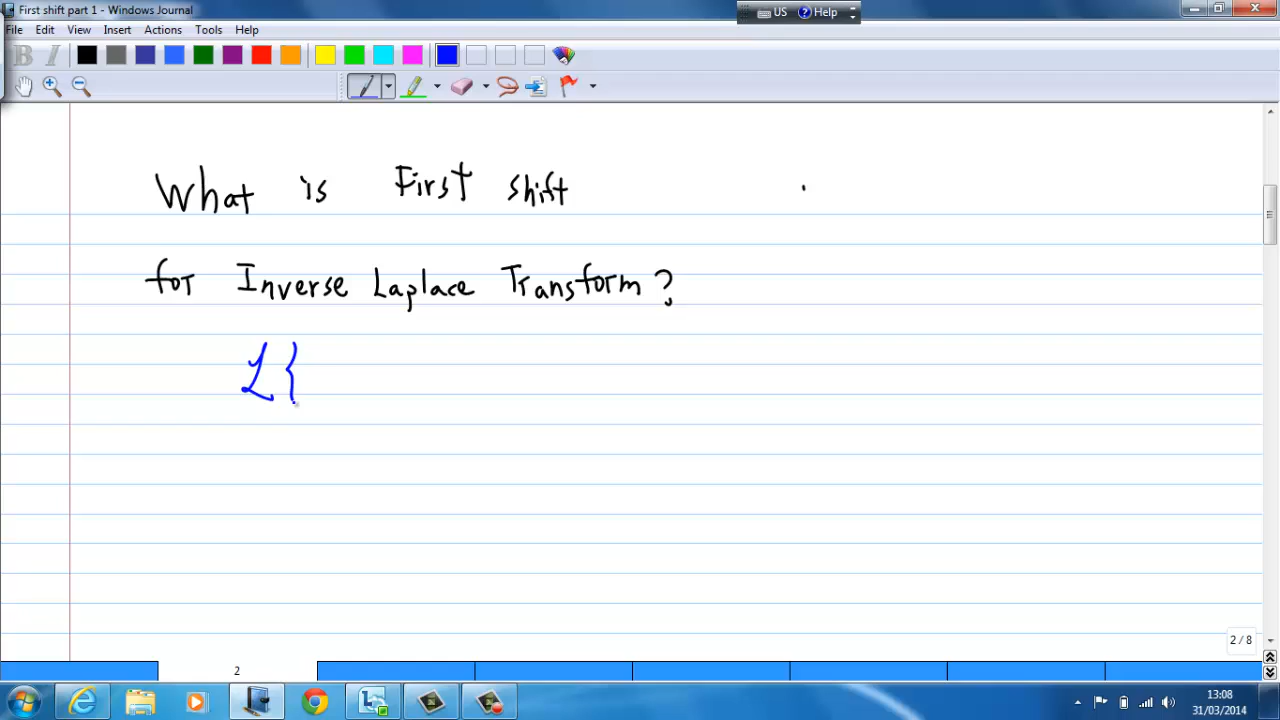 First shift part 1 - Windows Journal
US Help
File Edit View Insert Actions Tools Help
B I
What is First shift
for Inverse Laplace Transform?
ℒ{
2 / 8
2
13:08
31/03/2014